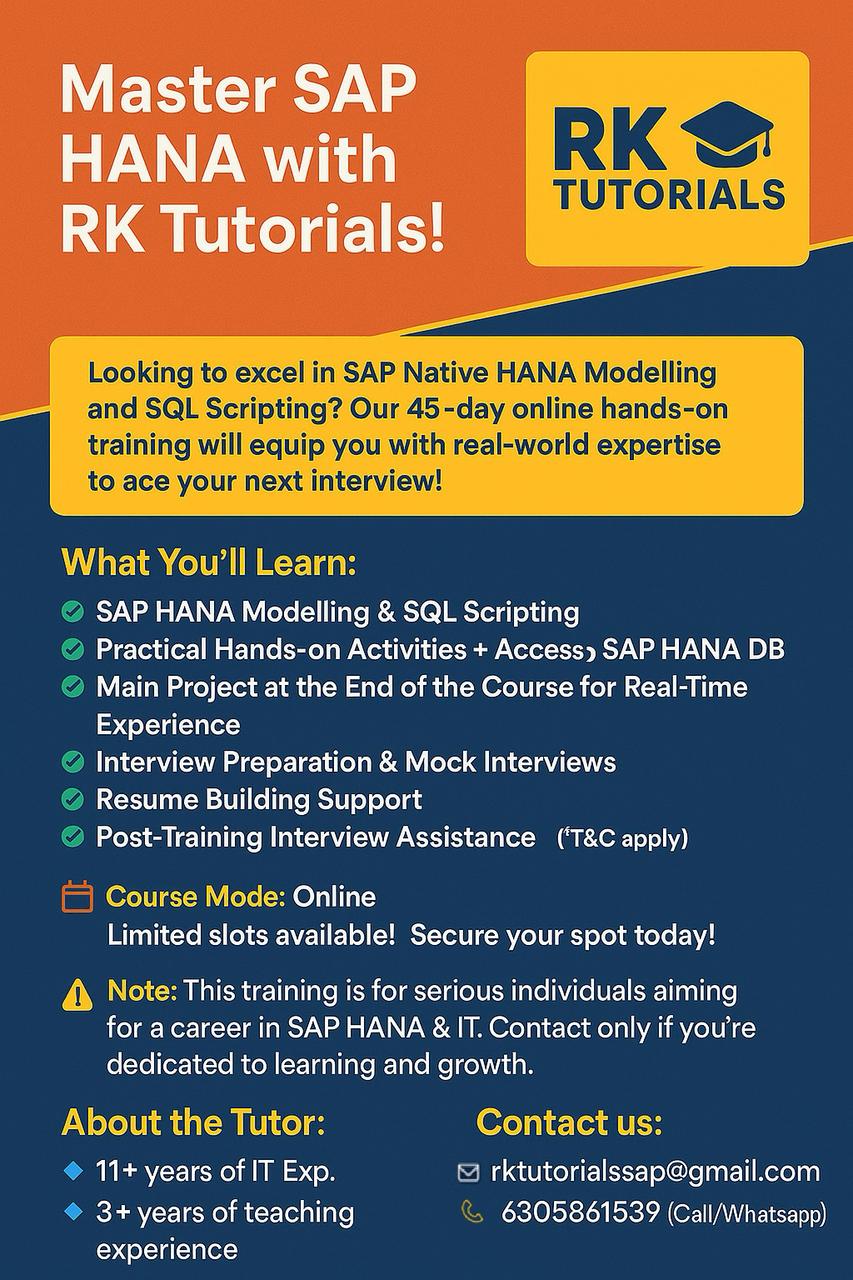 Master SAP
HANA with
RK Tutorials!
RK
TUTORIALS
Looking to excel in SAP Native HANA Modelling
and SQL Scripting? Our 45-day online hands-on
training will equip you with real-world expertise
to ace your next interview!
What You'll Learn:
SAP HANA Modelling & SQL Scripting
Practical Hands-on Activities + Access, SAP HANA DB
Main Project at the End of the Course for Real-Time
Experience
Interview Preparation & Mock Interviews
Resume Building Support
Post-Training Interview Assistance (*T&C apply)
Course Mode: Online
Limited slots available! Secure your spot today!
Note: This training is for serious individuals aiming
for a career in SAP HANA & IT. Contact only if you're
dedicated to learning and growth.
About the Tutor:
11+ years of IT Exp.
3+ years of teaching
experience
Contact us:
rktutorialssap@gmail.com
6305861539 (Call/Whatsapp)